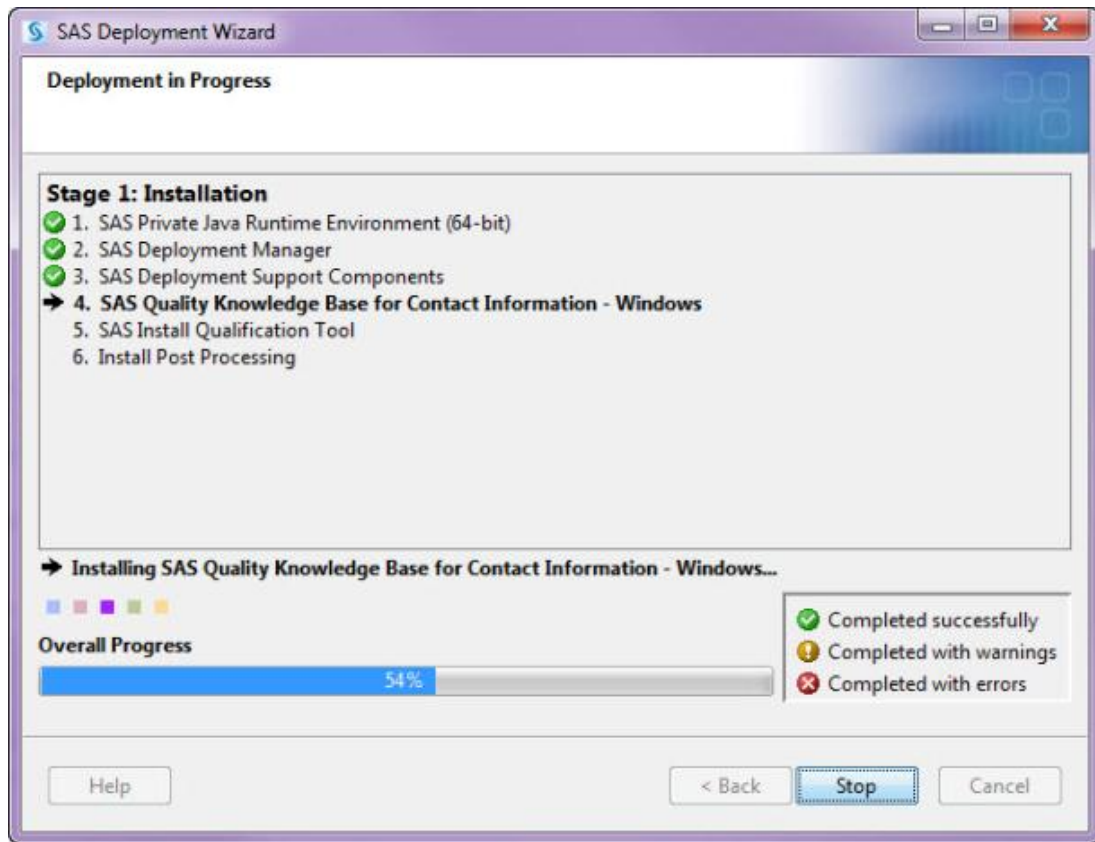 SAS Deployment Wizard
Deployment in Progress
Stage 1: Installation
1. SAS Private Java Runtime Environment (64-bit)
2. SAS Deployment Manager
3. SAS Deployment Support Components
4. SAS Quality Knowledge Base for Contact Information - Windows
5. SAS Install Qualification Tool
6. Install Post Processing
Installing SAS Quality Knowledge Base for Contact Information - Windows...
Completed successfully
Overall Progress
Completed with warnings
54%
Completed with errors
Help
< Back
Stop
Cancel